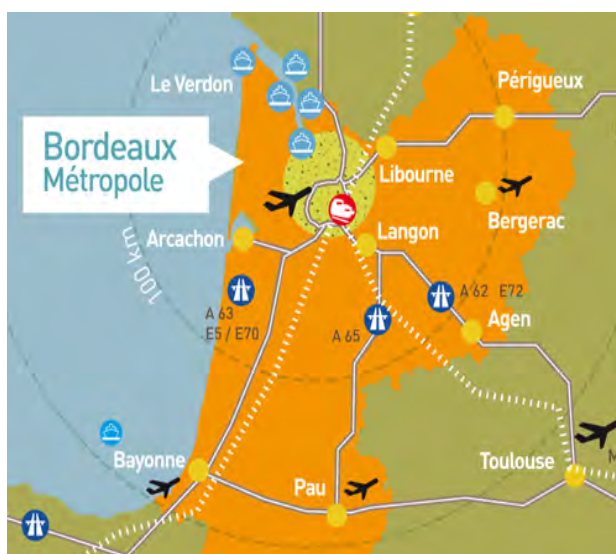 Le Verdon
Périgueux
Bordeaux
Métropole
Libourne
Bergerac
Arcachon
Langon
100 km
A 62 E72
A 63
E5 / E70
A 65
Agen
Bayonne
Pau
Toulouse
M